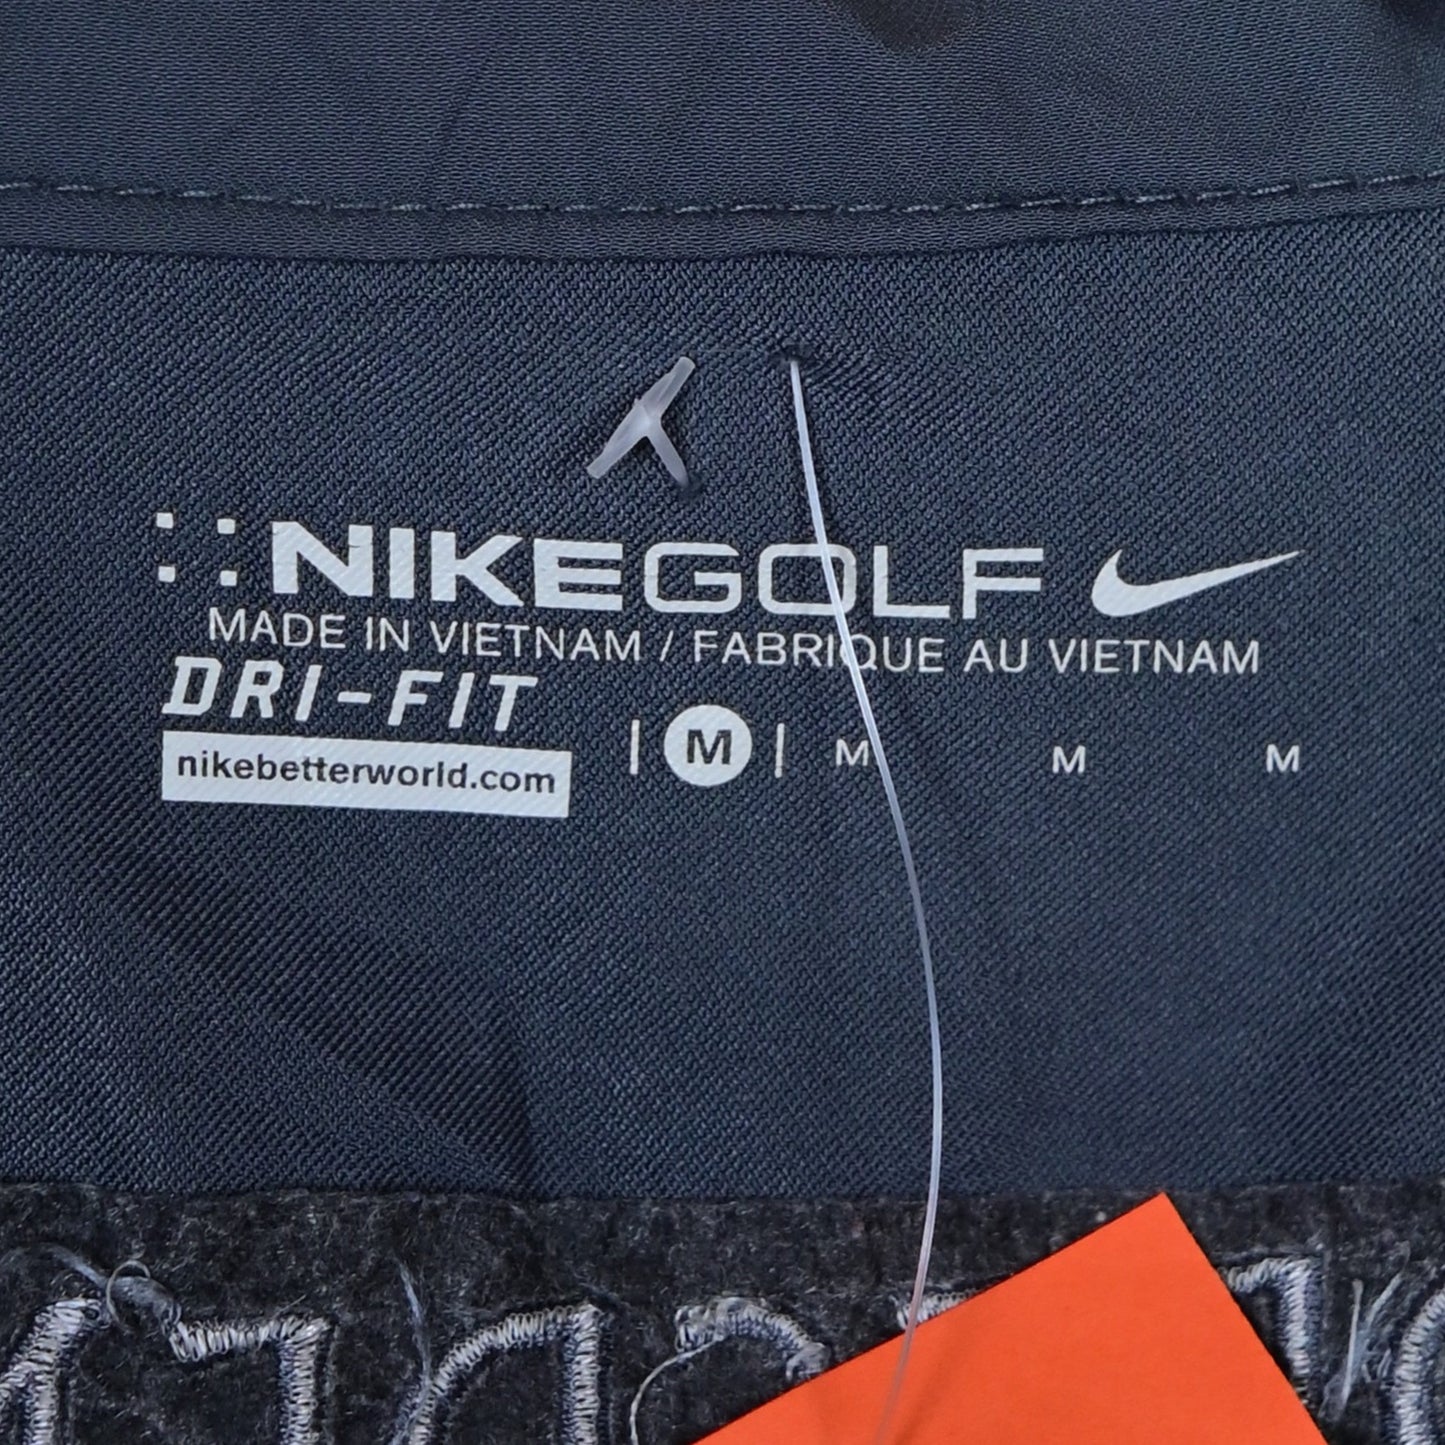 NIKEGOLF
MADE IN VIETNAM / FABRIQUE AU VIETNAM
DRI-FIT
| M | M M M
nikebetterworld.com